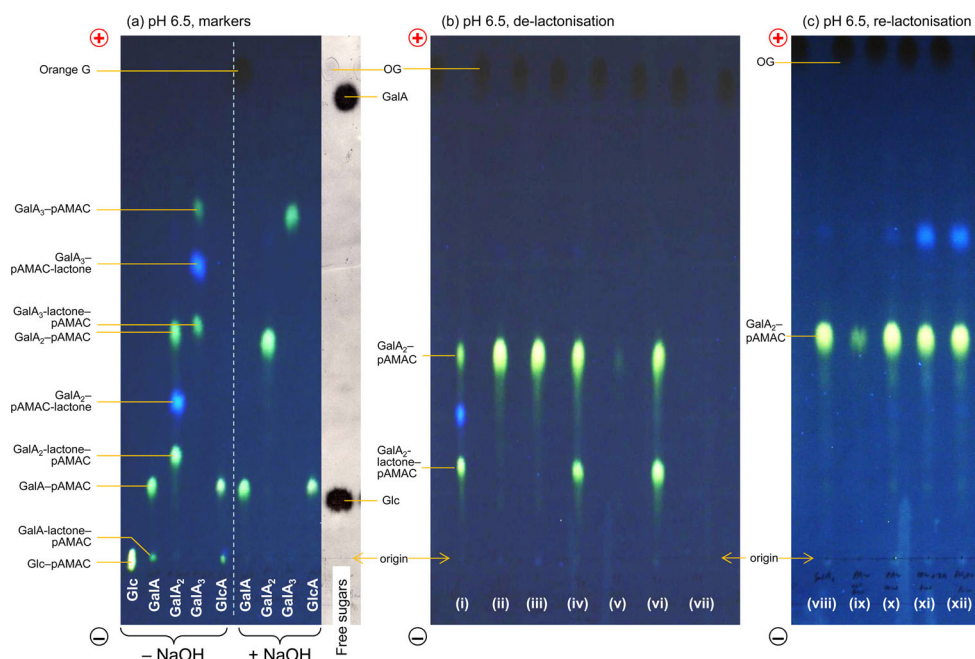 (a) pH 6.5, markers
(b) pH 6.5, de-lactonisation
(c) pH 6.5, re-lactonisation
+
+
+
Orange G
GalA₃–pAMAC
GalA₃–
pAMAC-lactone
GalA₃-lactone–
pAMAC
GalA₂–pAMAC
GalA₂–
pAMAC-lactone
GalA₂-lactone–
pAMAC
GalA–pAMAC
GalA-lactone–
pAMAC
Glc–pAMAC
Glc
GalA
GalA₂
GalA₃
GlcA
GalA
GalA₂
GalA₃
GlcA
Free sugars
– NaOH
+ NaOH
OG
GalA
GalA₂–
pAMAC
GalA₂-
lactone–
pAMAC
Glc
origin
(i)
(ii)
(iii)
(iv)
(v)
(vi)
(vii)
OG
GalA₂–
pAMAC
origin
(viii)
(ix)
(x)
(xi)
(xii)
–
–
–